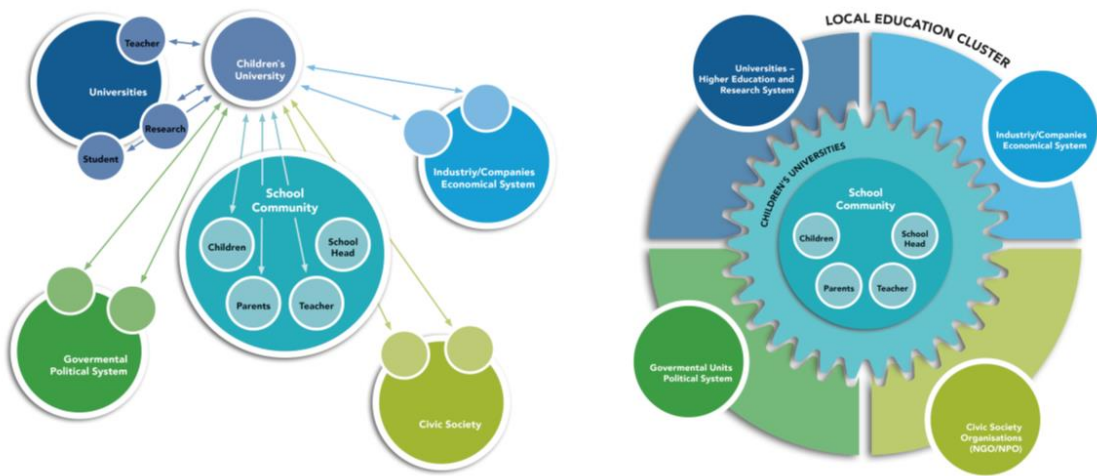 Teacher
Universities
Research
Student
Children's
University
Industriy/Companies
Economical System
School
Community
Children
School
Head
Parents
Teacher
Govermental
Political System
Civic Society
LOCAL EDUCATION CLUSTER
Universities –
Higher Education and
Research System
Industriy/Companies
Economical System
CHILDREN'S UNIVERSITIES
School
Community
Children
School
Head
Parents
Teacher
Govermental Units
Political System
Civic Society
Organisations
(NGO/NPO)